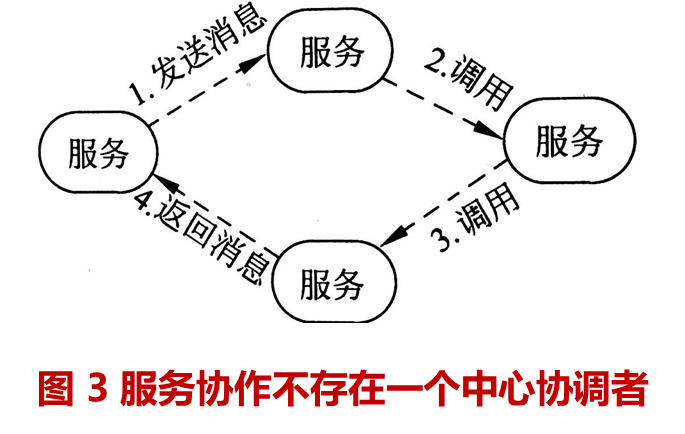 服务
1.发送消息
2.调用
服务
服务
4.返回消息
3.调用
服务
图 3 服务协作不存在一个中心协调者